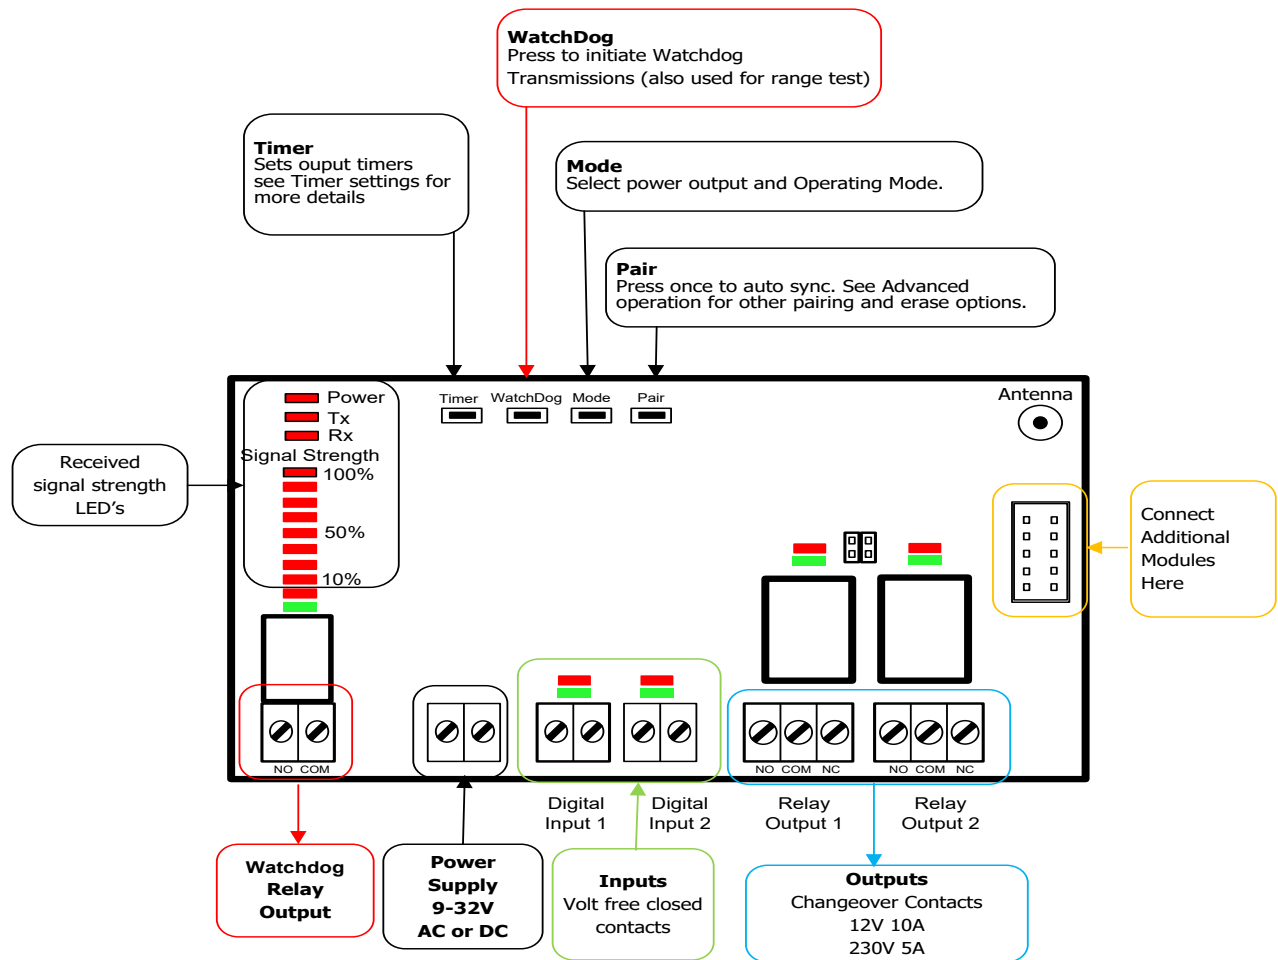 WatchDog
Press to initiate Watchdog
Transmissions (also used for range test)
Timer
Sets ouput timers
see Timer settings for
more details
Mode
Select power output and Operating Mode.
Pair
Press once to auto sync. See Advanced
operation for other pairing and erase options.
Power
Tx
Rx
Signal Strength
100%
50%
10%
Timer
WatchDog
Mode
Pair
Antenna
Received
signal strength
LED's
Connect
Additional
Modules
Here
NO COM
NO COM NC
NO COM NC
Digital
Input 1
Digital
Input 2
Relay
Output 1
Relay
Output 2
Watchdog
Relay
Output
Power
Supply
9-32V
AC or DC
Inputs
Volt free closed
contacts
Outputs
Changeover Contacts
12V 10A
230V 5A